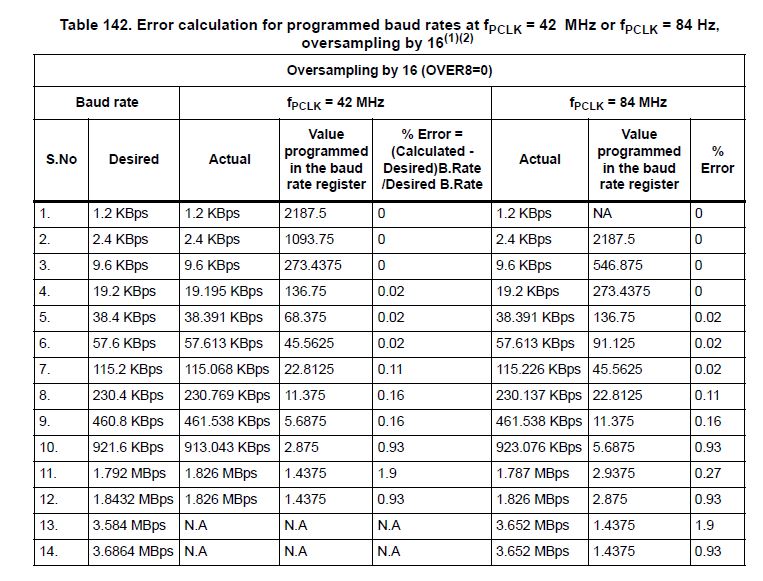 Table 142. Error calculation for programmed baud rates at fPCLK = 42 MHz or fPCLK = 84 Hz,
oversampling by 16(1)(2)
Oversampling by 16 (OVER8=0)
Baud rate fPCLK = 42 MHz fPCLK = 84 MHz
S.No Desired Actual Value programmed in the baud rate register % Error = (Calculated - Desired)B.Rate /Desired B.Rate Actual Value programmed in the baud rate register % Error
1. 1.2 KBps 1.2 KBps 2187.5 0 1.2 KBps NA 0
2. 2.4 KBps 2.4 KBps 1093.75 0 2.4 KBps 2187.5 0
3. 9.6 KBps 9.6 KBps 273.4375 0 9.6 KBps 546.875 0
4. 19.2 KBps 19.195 KBps 136.75 0.02 19.2 KBps 273.4375 0
5. 38.4 KBps 38.391 KBps 68.375 0.02 38.391 KBps 136.75 0.02
6. 57.6 KBps 57.613 KBps 45.5625 0.02 57.613 KBps 91.125 0.02
7. 115.2 KBps 115.068 KBps 22.8125 0.11 115.226 KBps 45.5625 0.02
8. 230.4 KBps 230.769 KBps 11.375 0.16 230.137 KBps 22.8125 0.11
9. 460.8 KBps 461.538 KBps 5.6875 0.16 461.538 KBps 11.375 0.16
10. 921.6 KBps 913.043 KBps 2.875 0.93 923.076 KBps 5.6875 0.93
11. 1.792 MBps 1.826 MBps 1.4375 1.9 1.787 MBps 2.9375 0.27
12. 1.8432 MBps 1.826 MBps 1.4375 0.93 1.826 MBps 2.875 0.93
13. 3.584 MBps N.A N.A N.A 3.652 MBps 1.4375 1.9
14. 3.6864 MBps N.A N.A N.A 3.652 MBps 1.4375 0.93